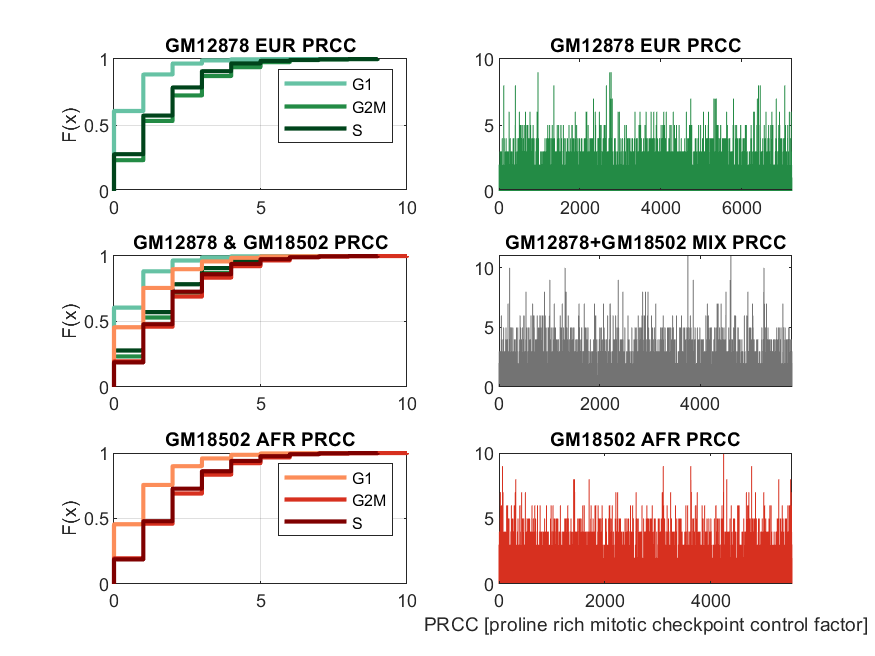 GM12878 EUR PRCC
F(x)
1
0.5
0
0 5 10
G1
G2M
S
GM12878 EUR PRCC
10
5
0
0 2000 4000 6000
GM12878 & GM18502 PRCC
F(x)
1
0.5
0
0 5 10
GM12878+GM18502 MIX PRCC
10
5
0
0 2000 4000
GM18502 AFR PRCC
F(x)
1
0.5
0
0 5 10
G1
G2M
S
GM18502 AFR PRCC
10
5
0
0 2000 4000
PRCC [proline rich mitotic checkpoint control factor]